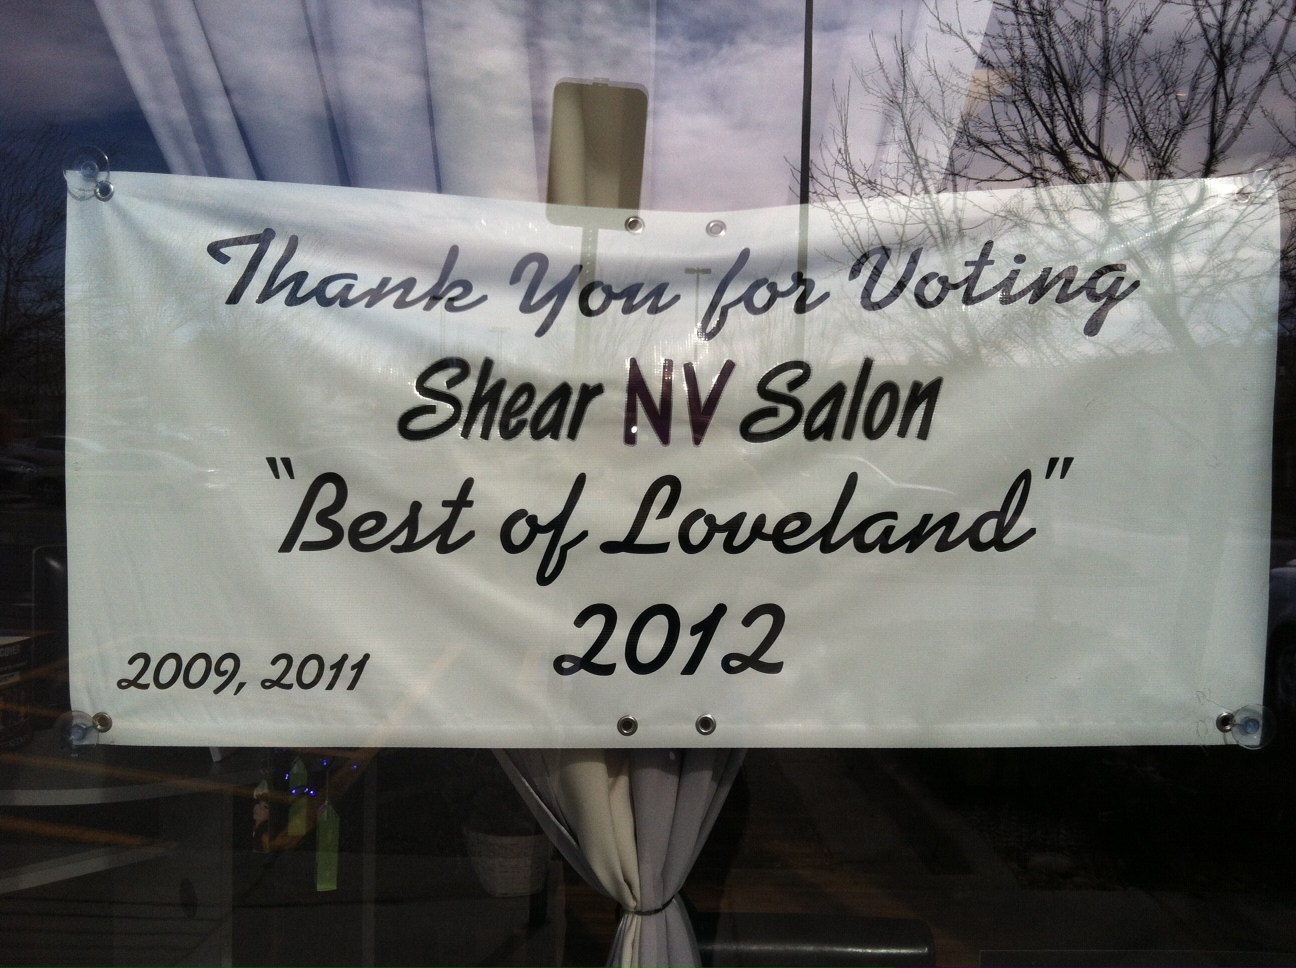 Thank You for Voting
Shear NV Salon
"Best of Loveland"
2012
2009, 2011